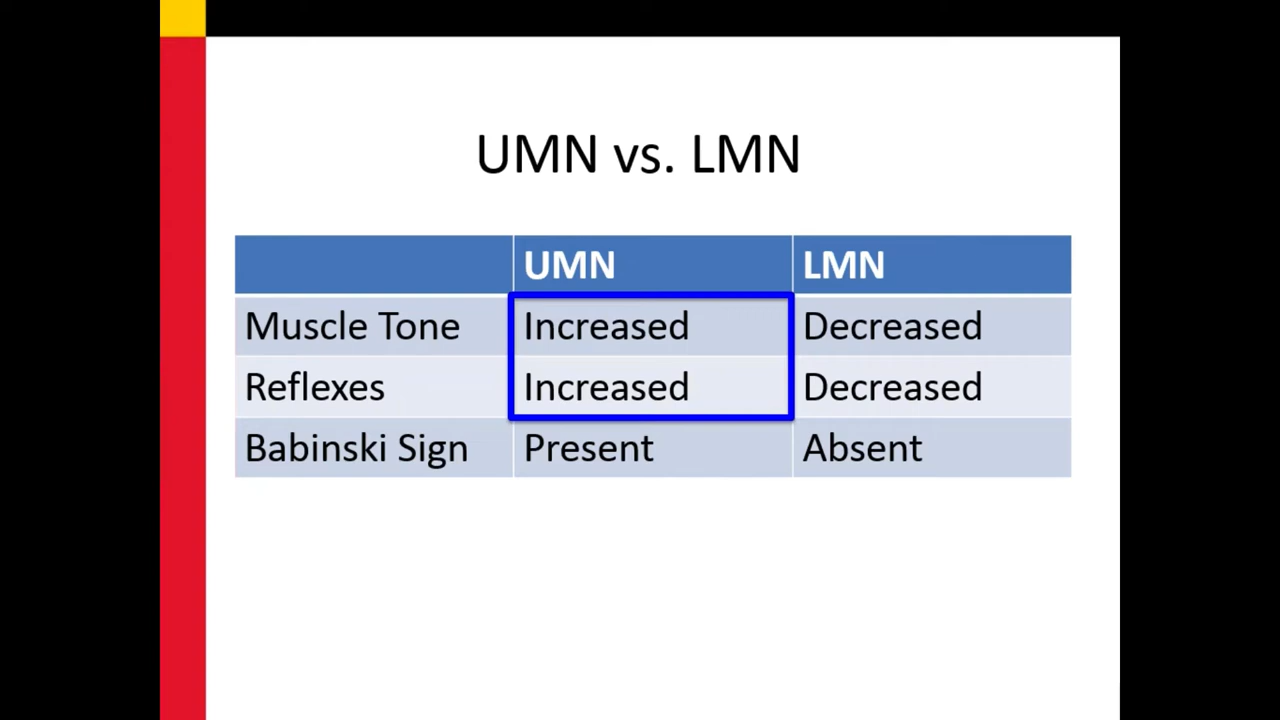 UMN vs. LMN
UMN LMN
Muscle Tone Increased Decreased
Reflexes Increased Decreased
Babinski Sign Present Absent